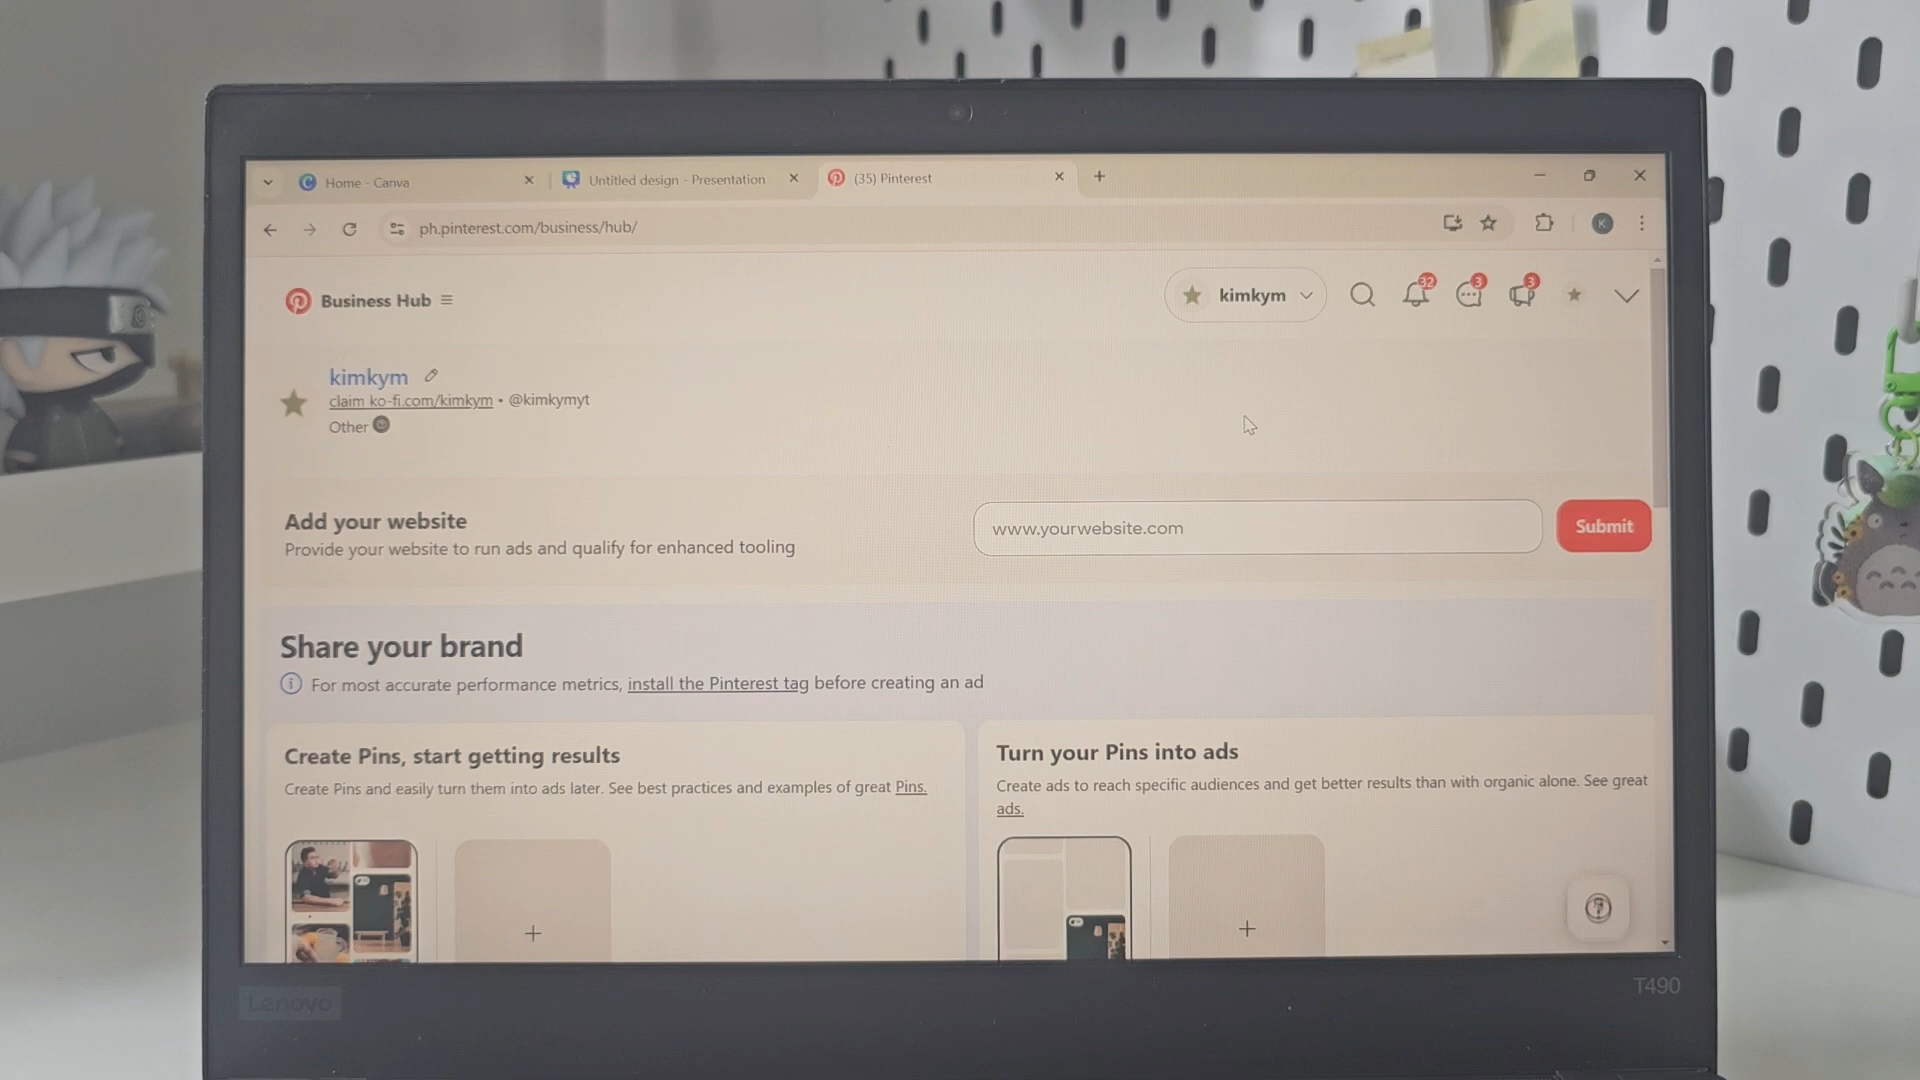 Home - Canva
Untitled design - Presentation
(35) Pinterest
ph.pinterest.com/business/hub/
K
Business Hub
kimkym
32
3
3
kimkym
claim ko-fi.com/kimkym • @kimkymyt
Other
Add your website
Provide your website to run ads and qualify for enhanced tooling
www.yourwebsite.com
Submit
Share your brand
For most accurate performance metrics, install the Pinterest tag before creating an ad
Create Pins, start getting results
Create Pins and easily turn them into ads later. See best practices and examples of great Pins.
Turn your Pins into ads
Create ads to reach specific audiences and get better results than with organic alone. See great
ads.
Lenovo
T490